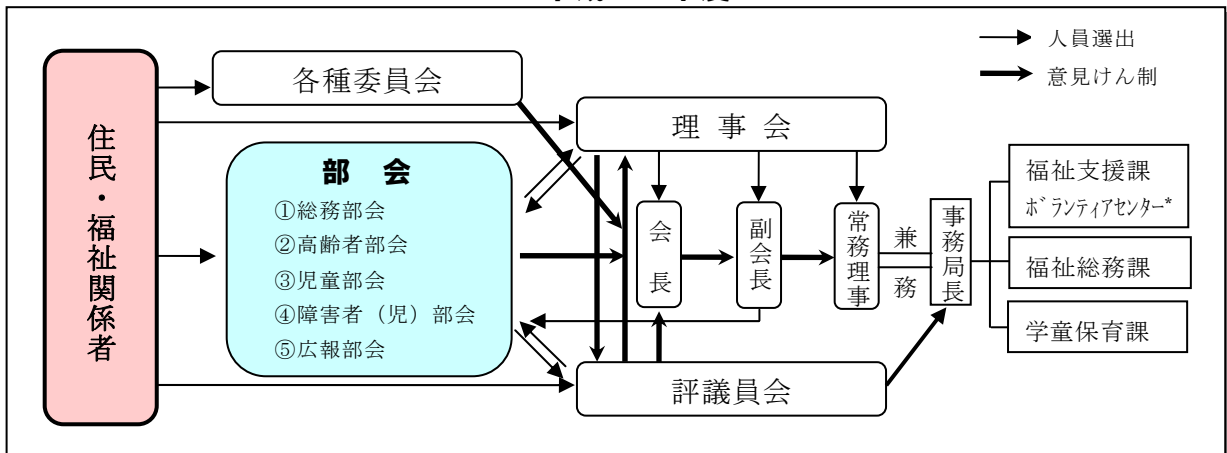 人員選出
意見けん制
住民・福祉関係者
各種委員会
理事会
部会
①総務部会
②高齢者部会
③児童部会
④障害者（児）部会
⑤広報部会
会長
副会長
常務理事
兼務
事務局長
福祉支援課
ﾎﾞﾗﾝﾃｨｱｾﾝﾀｰ*
福祉総務課
学童保育課
評議員会